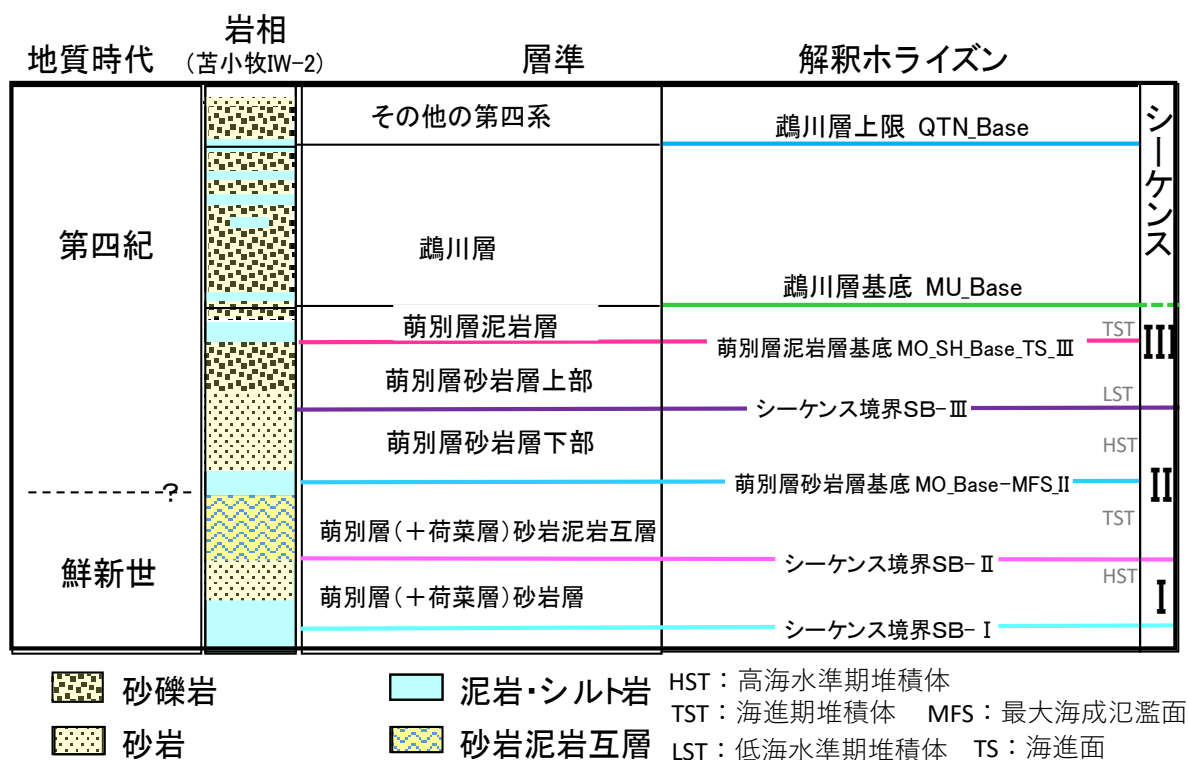 地質時代
岩相
(苫小牧IW-2)
層準
解釈ホライズン
シーケンス
その他の第四系
鵡川層上限 QTN_Base
第四紀
鵡川層
鵡川層基底 MU_Base
萌別層泥岩層
TST
萌別層泥岩層基底 MO_SH_Base_TS_Ⅲ
Ⅲ
萌別層砂岩層上部
LST
シーケンス境界SB-Ⅲ
萌別層砂岩層下部
HST
萌別層砂岩層基底 MO_Base-MFS_Ⅱ
Ⅱ
?
TST
萌別層(+荷菜層)砂岩泥岩互層
シーケンス境界SB-Ⅱ
鮮新世
HST
萌別層(+荷菜層)砂岩層
Ⅰ
シーケンス境界SB-Ⅰ
砂礫岩
泥岩・シルト岩
HST:高海水準期堆積体
TST:海進期堆積体 MFS:最大海成氾濫面
砂岩
砂岩泥岩互層
LST:低海水準期堆積体 TS:海進面